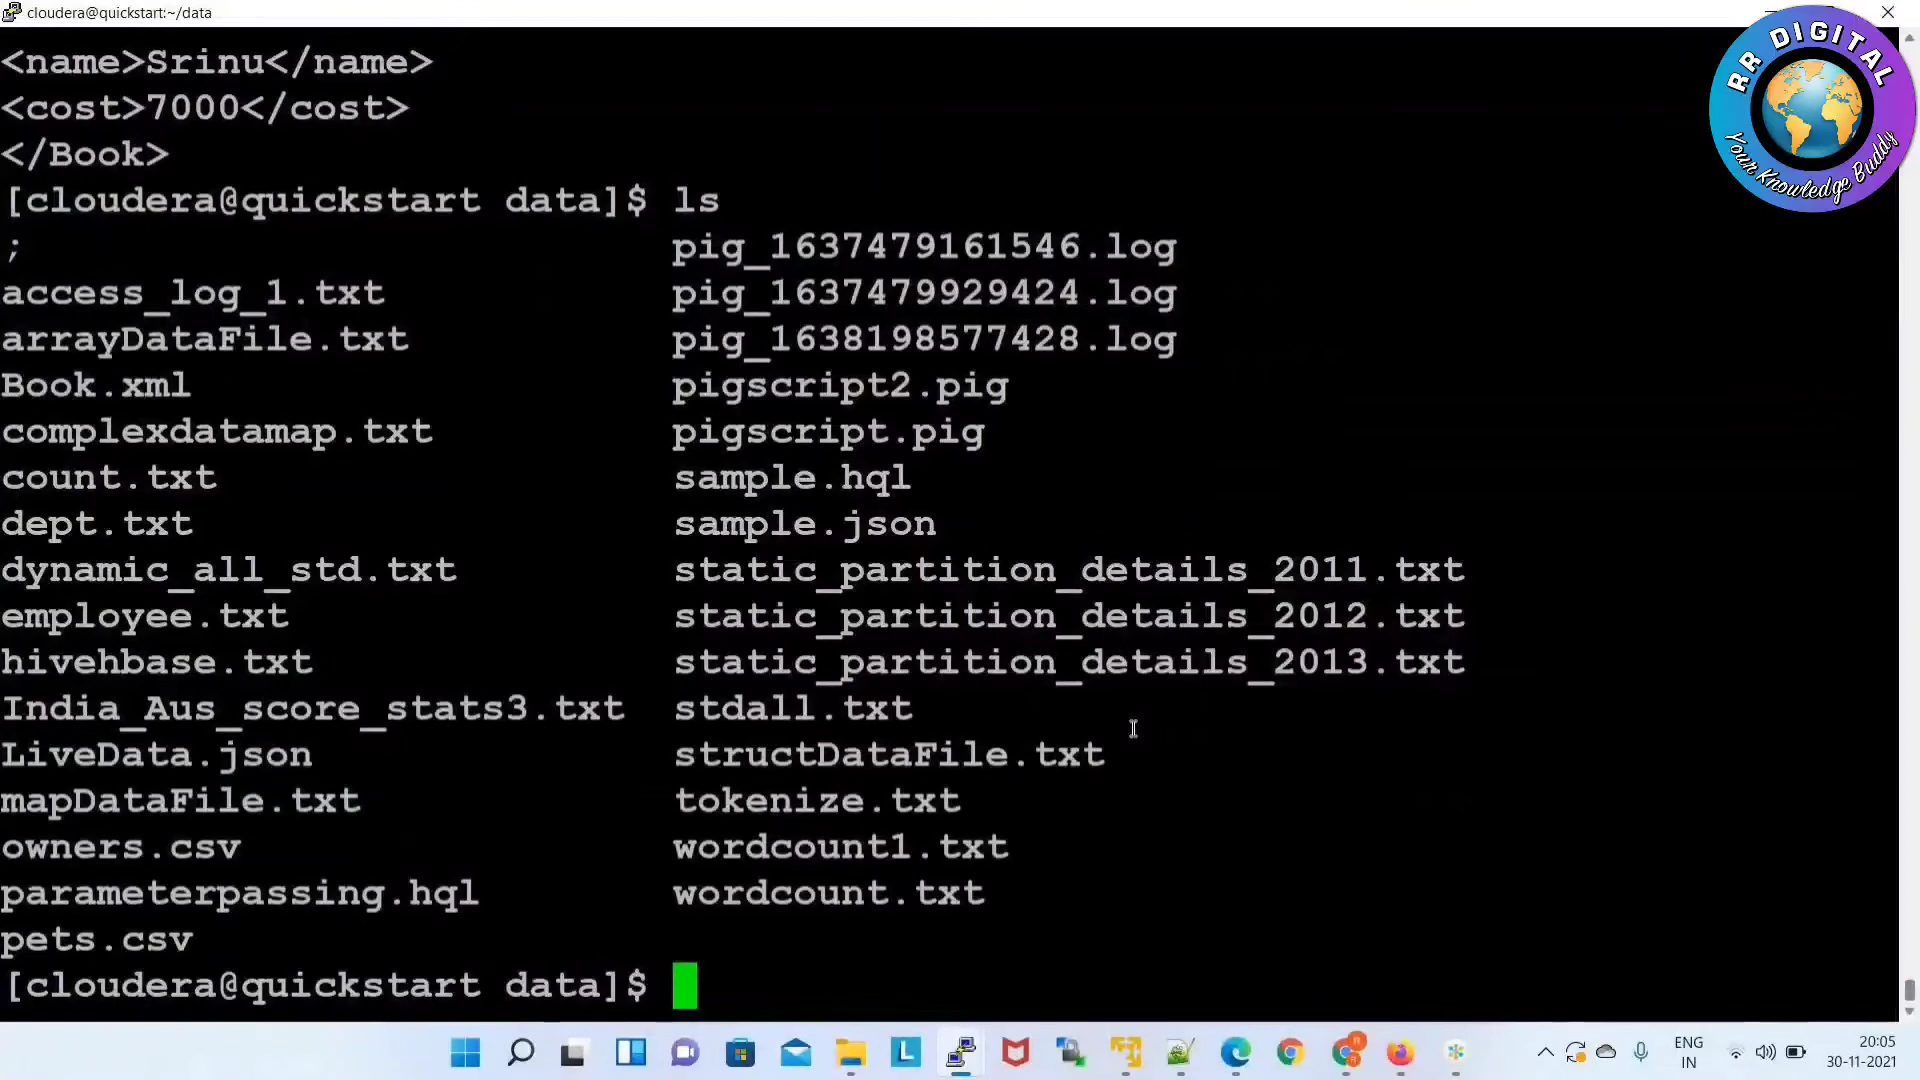 cloudera@quickstart:~/data
<name>Srinu</name>
<cost>7000</cost>
</Book>
[cloudera@quickstart data]$ ls
; pig_1637479161546.log
access_log_1.txt pig_1637479929424.log
arrayDataFile.txt pig_1638198577428.log
Book.xml pigscript2.pig
complexdatamap.txt pigscript.pig
count.txt sample.hql
dept.txt sample.json
dynamic_all_std.txt static_partition_details_2011.txt
employee.txt static_partition_details_2012.txt
hivehbase.txt static_partition_details_2013.txt
India_Aus_score_stats3.txt stdall.txt
LiveData.json structDataFile.txt
mapDataFile.txt tokenize.txt
owners.csv wordcount1.txt
parameterpassing.hql wordcount.txt
pets.csv
[cloudera@quickstart data]$
RR DIGITAL
Your Knowledge Buddy
L
R
R
ENG
IN
20:05
30-11-2021